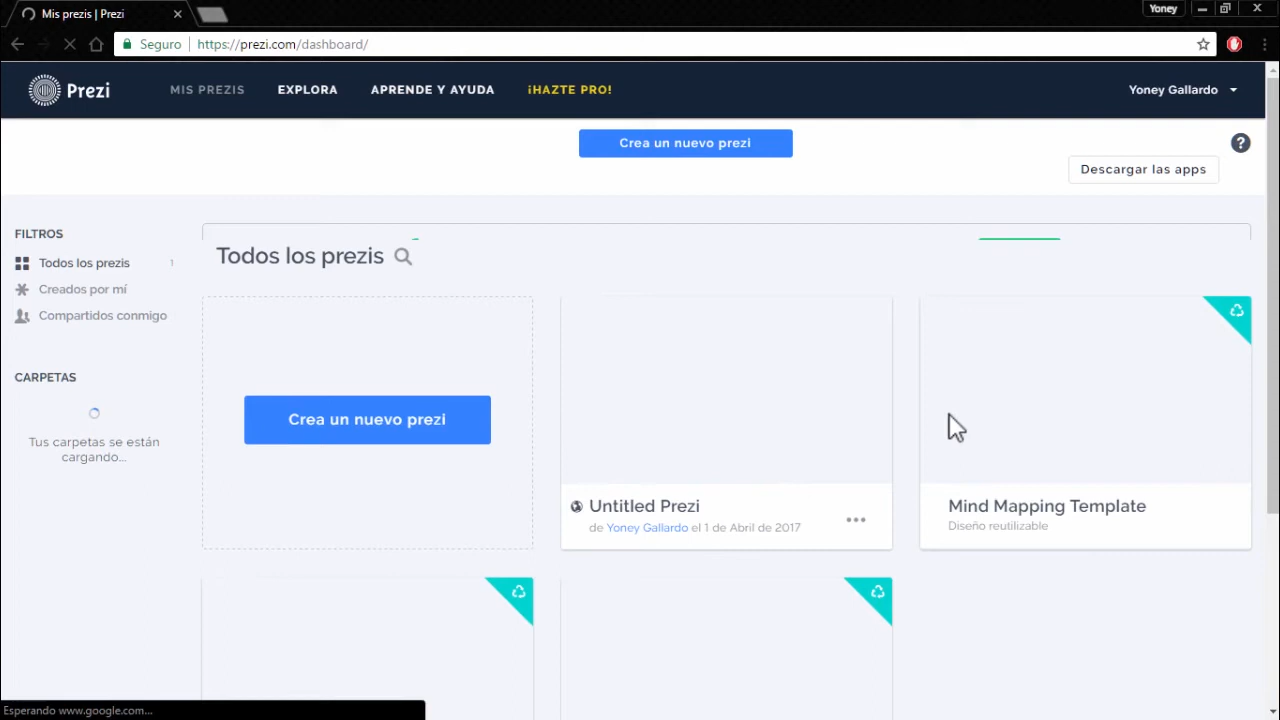 Mis prezis | Prezi
Yoney
Seguro
https://prezi.com/dashboard/
Prezi
MIS PREZIS
EXPLORA
APRENDE Y AYUDA
¡HAZTE PRO!
Yoney Gallardo
Crea un nuevo prezi
?
Descargar las apps
FILTROS
Todos los prezis 1
Creados por mí
Compartidos conmigo
CARPETAS
Tus carpetas se están
cargando...
Todos los prezis
Crea un nuevo prezi
Untitled Prezi
de Yoney Gallardo el 1 de Abril de 2017
Mind Mapping Template
Diseño reutilizable
Esperando www.google.com...